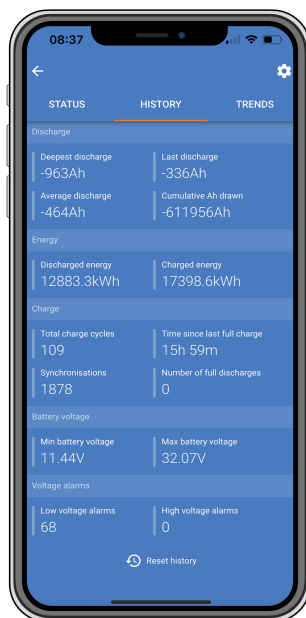 08:37
STATUS HISTORY TRENDS
Discharge
Deepest discharge Last discharge
-963Ah -336Ah
Average discharge Cumulative Ah drawn
-464Ah -611956Ah
Energy
Discharged energy Charged energy
12883.3kWh 17398.6kWh
Charge
Total charge cycles Time since last full charge
109 15h 59m
Synchronisations Number of full discharges
1878 0
Battery voltage
Min battery voltage Max battery voltage
11.44V 32.07V
Voltage alarms
Low voltage alarms High voltage alarms
68 0
Reset history